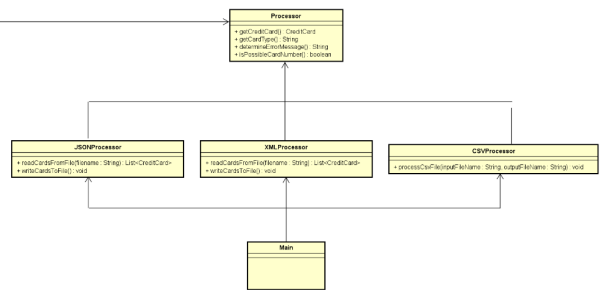 Processor
+ getCreditCard() : CreditCard
+ getCardType() : String
+ determineErrorMessage() : String
+ isPossibleCardNumber() : boolean
JSONProcessor
+ readCardsFromFile(filename : String) : List<CreditCard>
+ writeCardsToFile() : void
XMLProcessor
+ readCardsFromFile(filename : String) : List<CreditCard>
+ writeCardsToFile() : void
CSVProcessor
+ processCsvFile(inputFileName : String, outputFileName : String) : void
Main